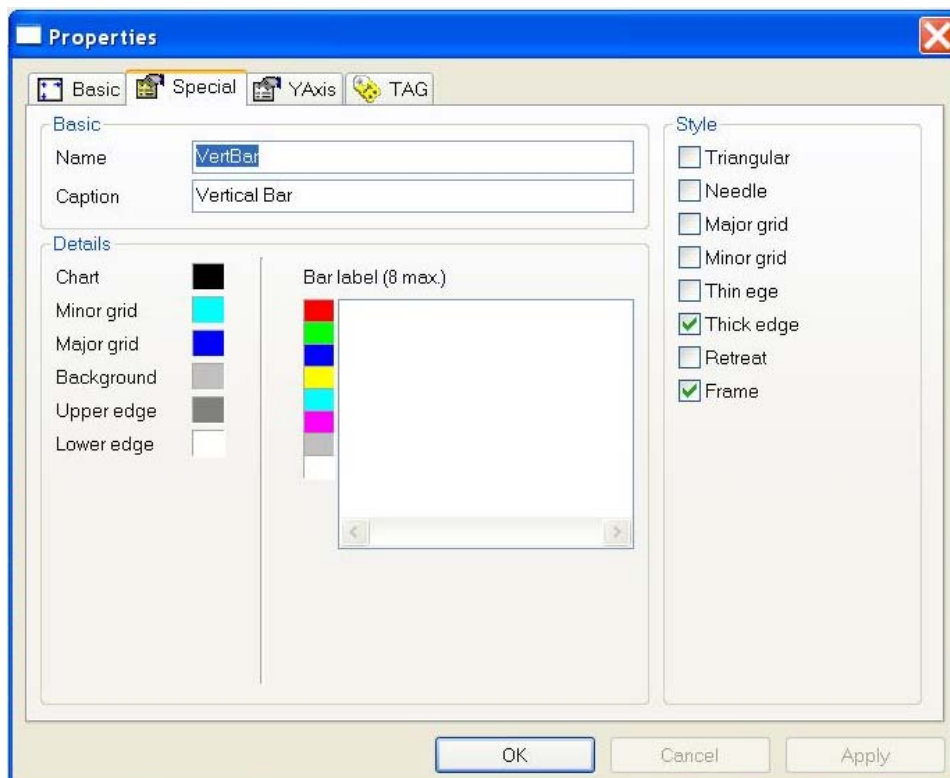 Properties
Basic Special YAxis TAG
Basic
Name VertBar
Caption Vertical Bar
Details
Chart
Minor grid
Major grid
Background
Upper edge
Lower edge
Bar label (8 max.)
Style
Triangular
Needle
Major grid
Minor grid
Thin ege
Thick edge
Retreat
Frame
OK Cancel Apply